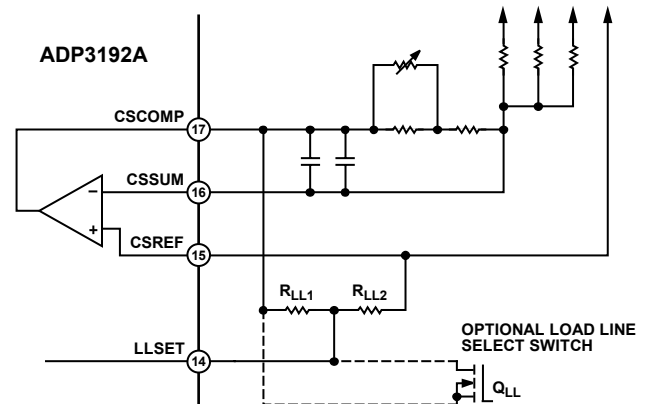 ADP3192A
CSCOMP
17
CSSUM
16
−
+
CSREF
15
RLL1
RLL2
OPTIONAL LOAD LINE
SELECT SWITCH
LLSET
14
QLL